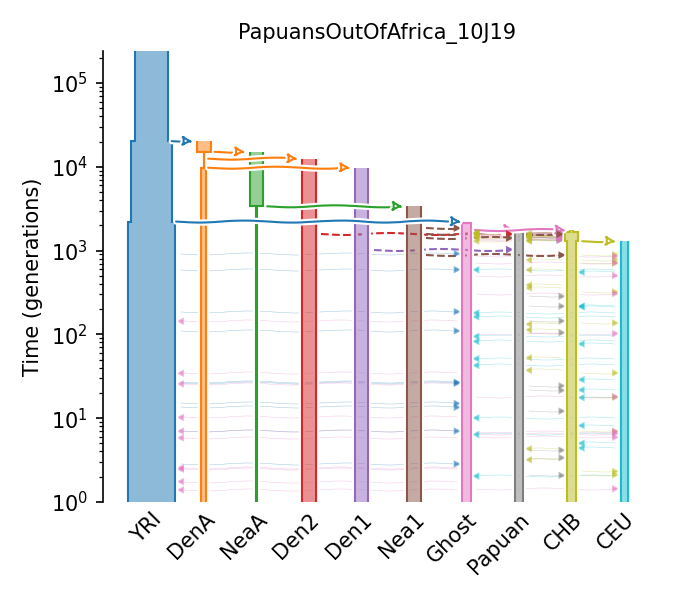 PapuansOutOfAfrica_10J19
Time (generations)
10^5
10^4
10^3
10^2
10^1
10^0
YRI
DenA
NeaA
Den2
Den1
Nea1
Ghost
Papuan
CHB
CEU